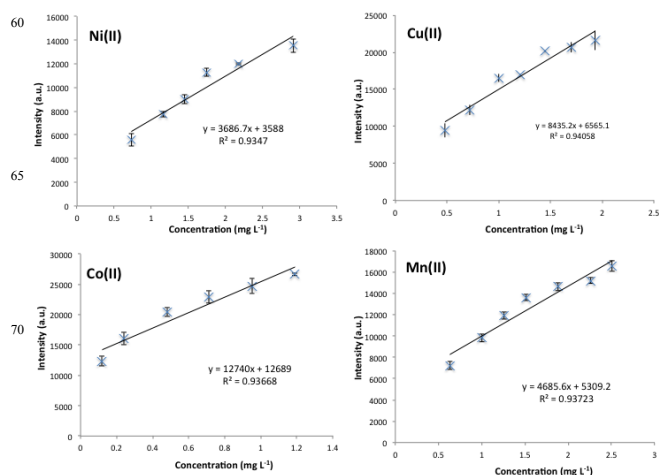 60
65
70
Ni(II)
Intensity (a.u.)
16000
14000
12000
10000
8000
6000
4000
2000
0
y = 3686.7x + 3588
R² = 0.9347
0 0.5 1 1.5 2 2.5 3 3.5
Concentration (mg L⁻¹)
Cu(II)
Intensity (a.u.)
25000
20000
15000
10000
5000
0
y = 8435.2x + 6565.1
R² = 0.94058
0 0.5 1 1.5 2 2.5
Concentration (mg L⁻¹)
Co(II)
Intensity (a.u.)
30000
25000
20000
15000
10000
5000
0
y = 12740x + 12689
R² = 0.93668
0 0.2 0.4 0.6 0.8 1 1.2 1.4
Concentration (mg L⁻¹)
Mn(II)
Intensity (a.u.)
18000
16000
14000
12000
10000
8000
6000
4000
2000
0
y = 4685.6x + 5309.2
R² = 0.93723
0 0.5 1 1.5 2 2.5 3
Concentration (mg L⁻¹)